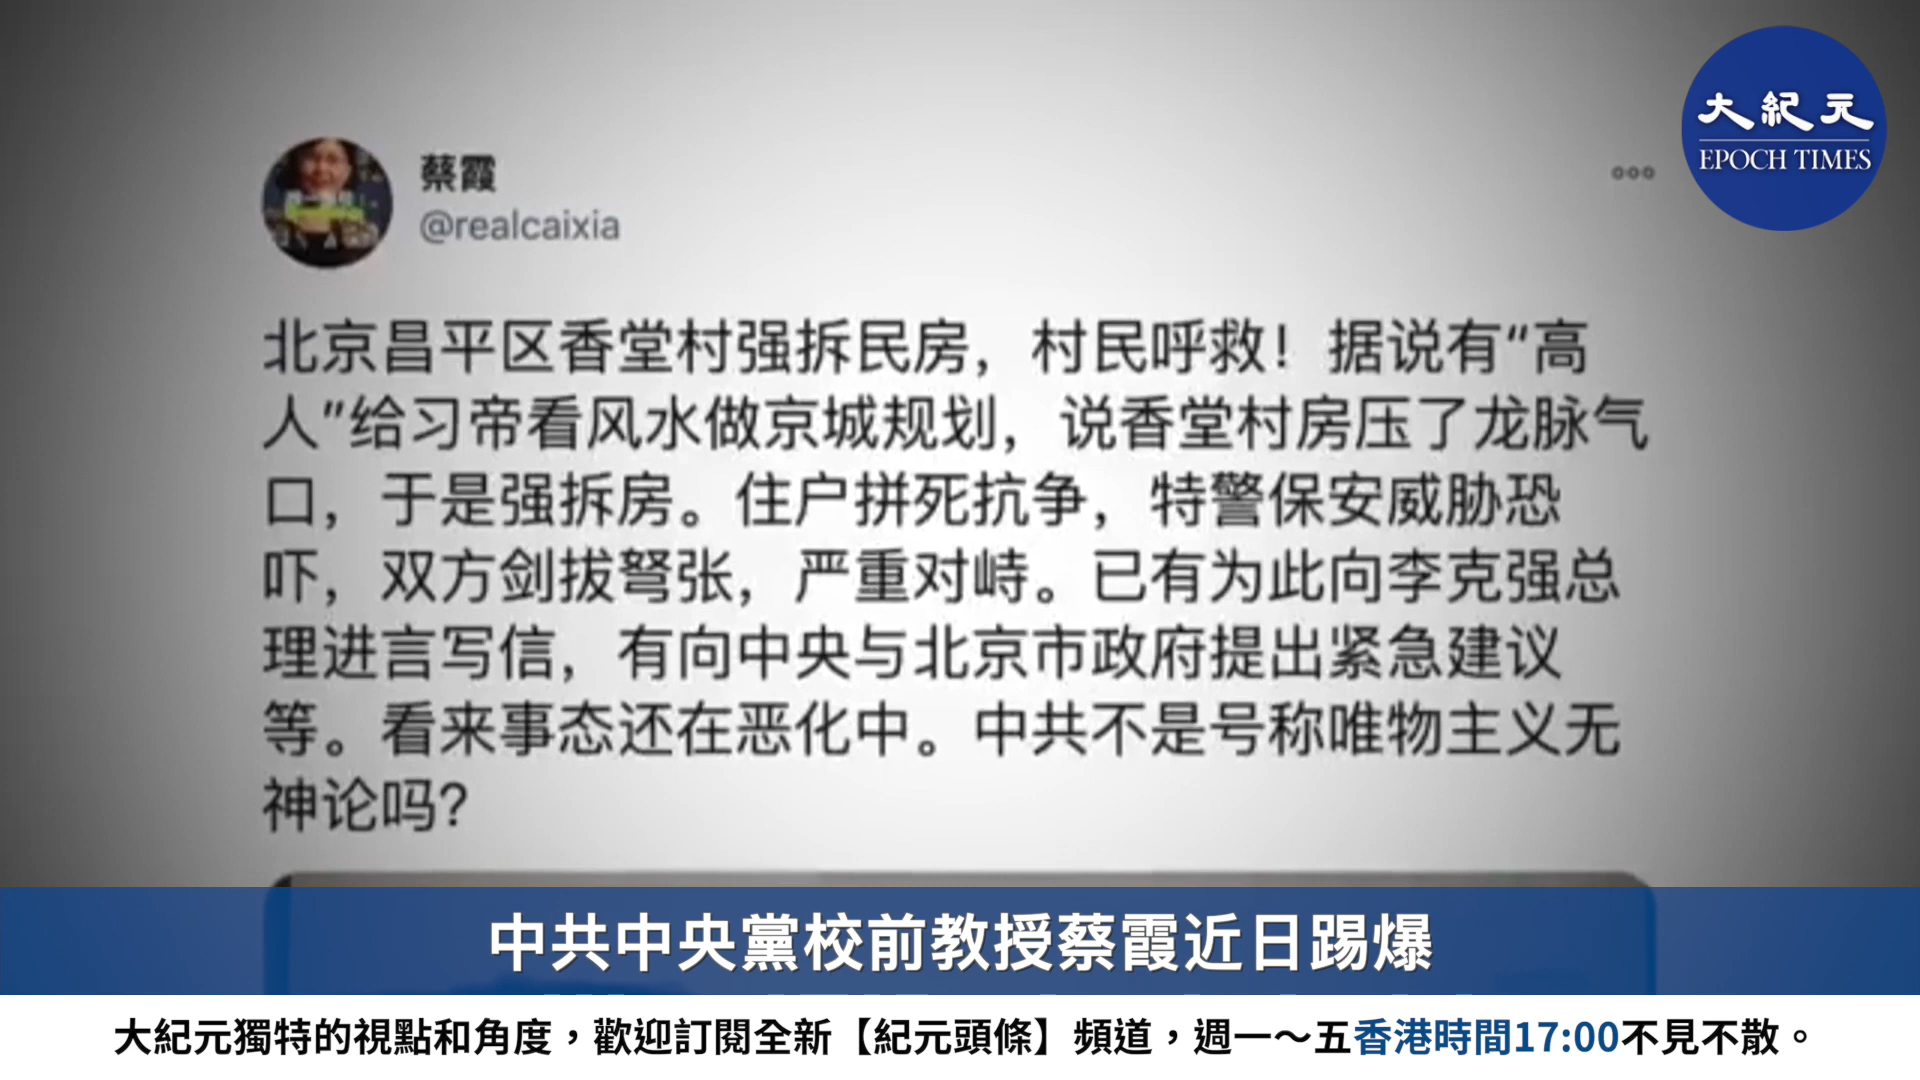 大紀元
EPOCH TIMES
蔡霞
@realcaixia
北京昌平区香堂村强拆民房，村民呼救！据说有“高
人”给习帝看风水做京城规划，说香堂村房压了龙脉气
口，于是强拆房。住户拼死抗争，特警保安威胁恐
吓，双方剑拔弩张，严重对峙。已有为此向李克强总
理进言写信，有向中央与北京市政府提出紧急建议
等。看来事态还在恶化中。中共不是号称唯物主义无
神论吗？
中共中央黨校前教授蔡霞近日踢爆
大紀元獨特的視點和角度，歡迎訂閱全新【紀元頭條】頻道，週一～五香港時間17:00不見不散。